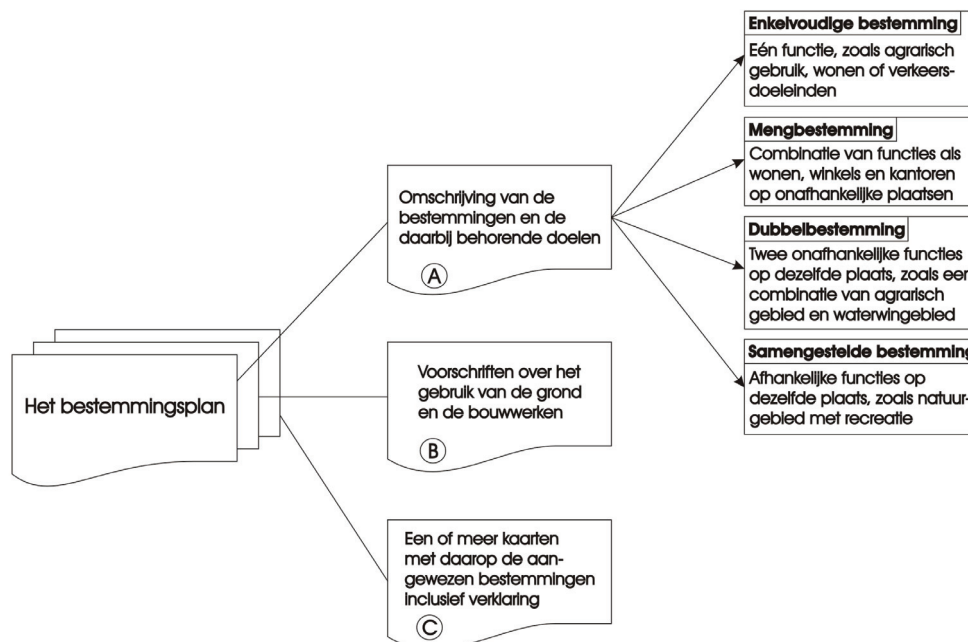 Het bestemmingsplan
Omschrijving van de
bestemmingen en de
daarbij behorende doelen
A
Voorschriften over het
gebruik van de grond
en de bouwwerken
B
Een of meer kaarten
met daarop de aan-
gewezen bestemmingen
inclusief verklaring
C
Enkelvoudige bestemming
Eén functie, zoals agrarisch
gebruik, wonen of verkeers-
doeleinden
Mengbestemming
Combinatie van functies als
wonen, winkels en kantoren
op onafhankelijke plaatsen
Dubbelbestemming
Twee onafhankelijke functies
op dezelfde plaats, zoals een
combinatie van agrarisch
gebied en waterwingebied
Samengestelde bestemming
Afhankelijke functies op
dezelfde plaats, zoals natuur-
gebied met recreatie